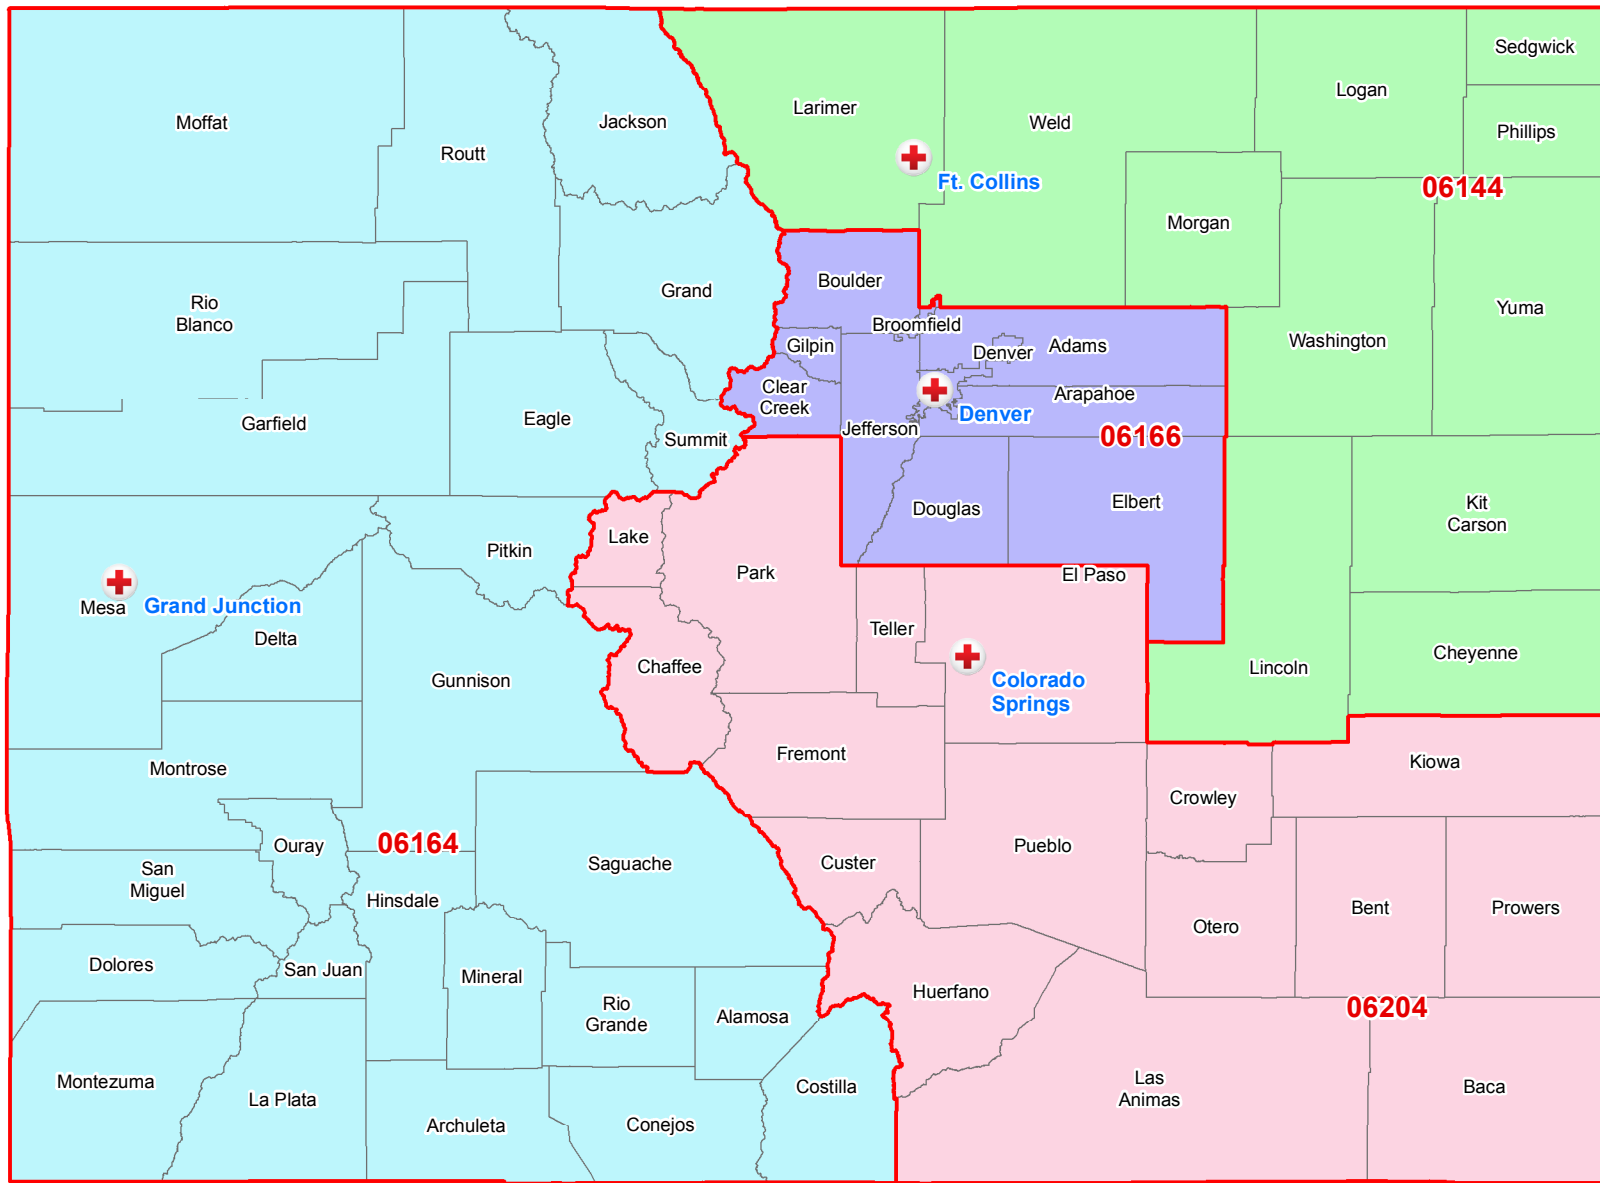 Sedgwick
Logan
Larimer
Moffat
Jackson
Weld
Phillips
Routt
Ft. Collins
06144
Morgan
Boulder
Grand
Rio
Blanco
Yuma
Broomfield
Washington
Gilpin
Denver
Adams
Clear
Creek
Arapahoe
Denver
Garfield
Eagle
Summit
Jefferson
06166
Kit
Carson
Elbert
Douglas
Lake
Pitkin
Park
El Paso
Mesa
Grand Junction
Delta
Teller
Cheyenne
Chaffee
Lincoln
Gunnison
Colorado
Springs
Fremont
Kiowa
Montrose
Crowley
Ouray
06164
Pueblo
Saguache
Custer
San
Miguel
Hinsdale
Bent
Prowers
Otero
Dolores
San Juan
Mineral
Huerfano
Rio
Grande
Alamosa
06204
Montezuma
Las
Animas
Baca
Costilla
La Plata
Archuleta
Conejos